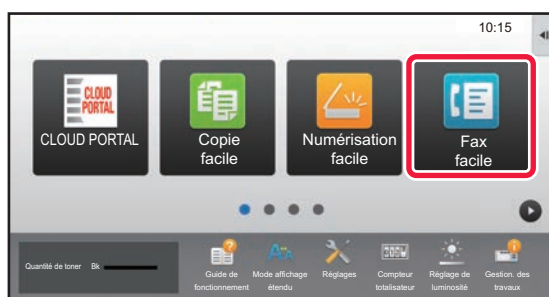 10:15
CLOUD
PORTAL
CLOUD PORTAL
Copie
facile
Numérisation
facile
Fax
facile
Quantité de toner Bk
Guide de
fonctionnement
Mode affichage
étendu
Réglages
Compteur
totalisateur
Réglage de
luminosité
Gestion. des
travaux